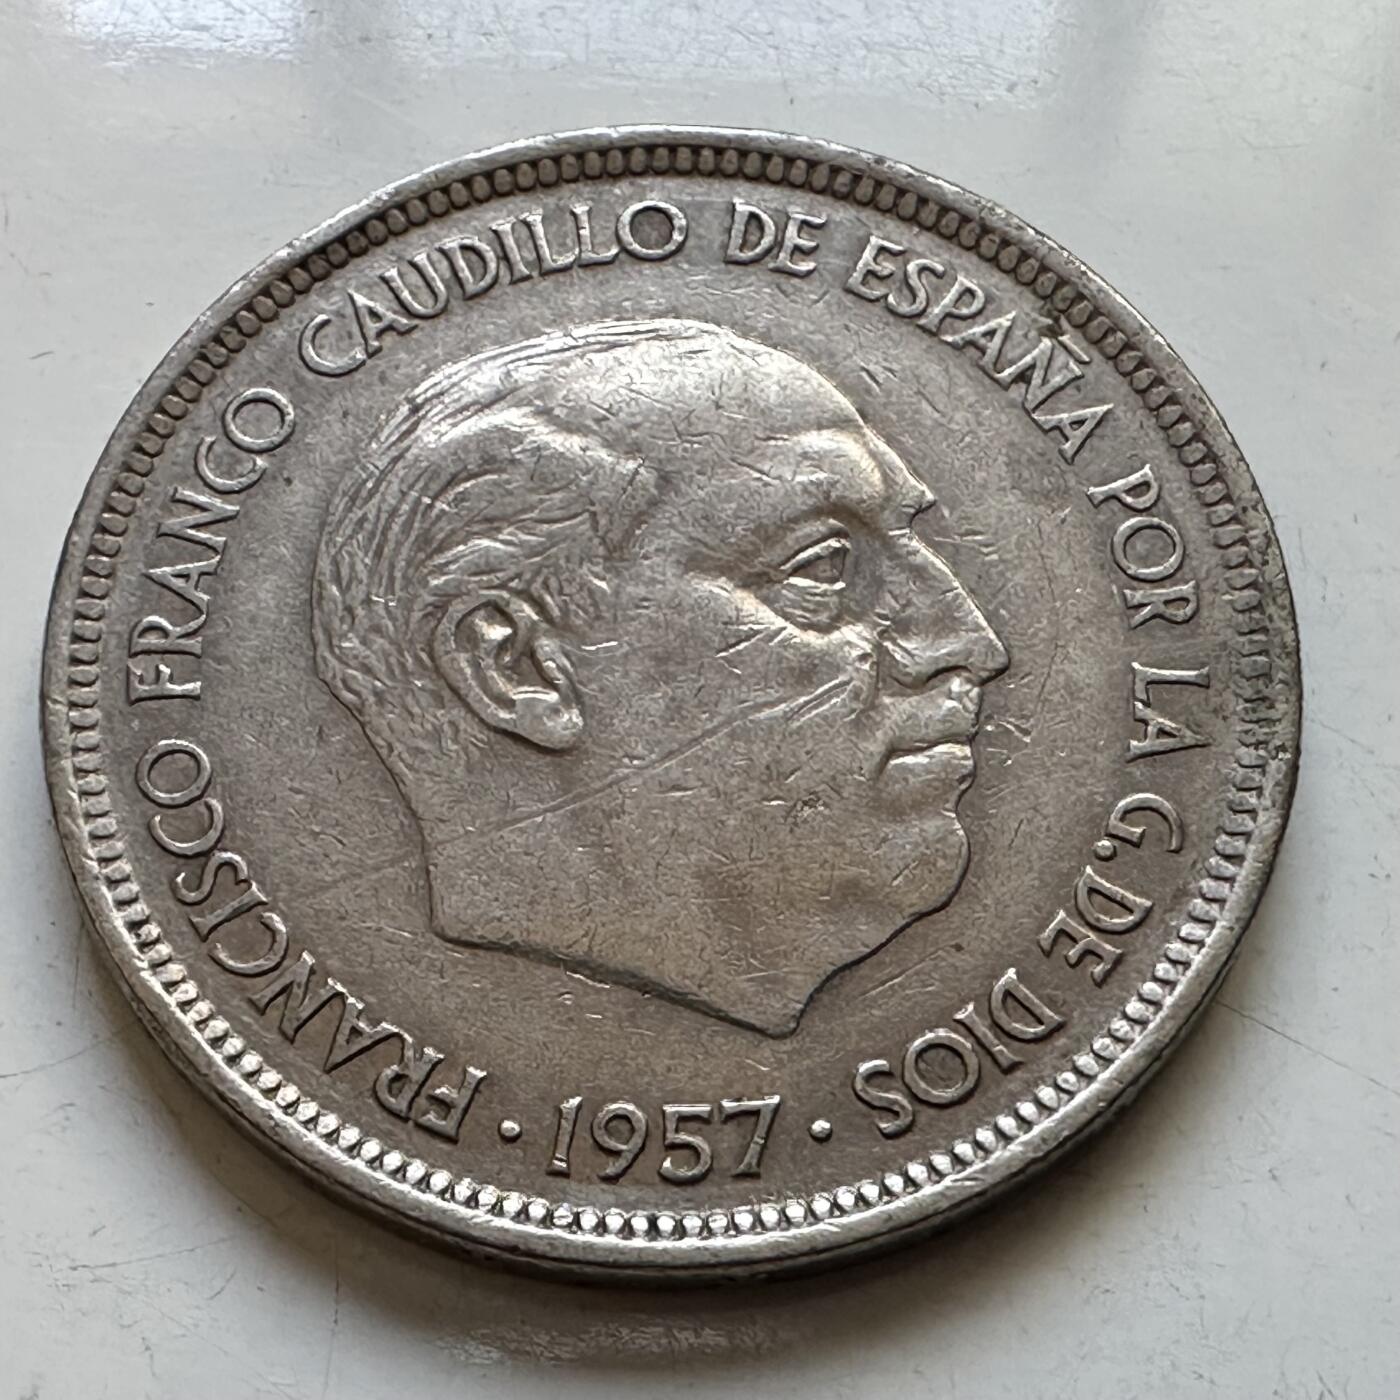 FRANCISCO FRANCO CAUDILLO DE ESPAÑA POR LA G. DE DIOS
· 1957 ·